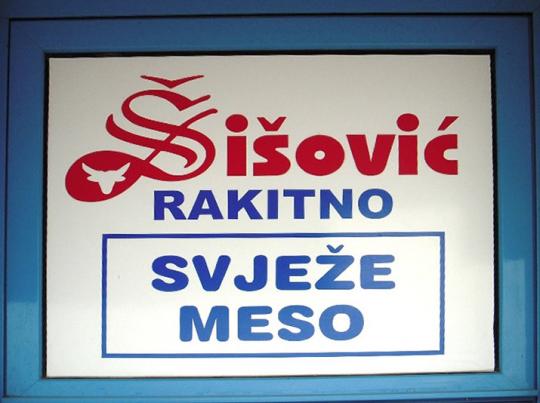 Šišović
RAKITNO
SVJEŽE
MESO